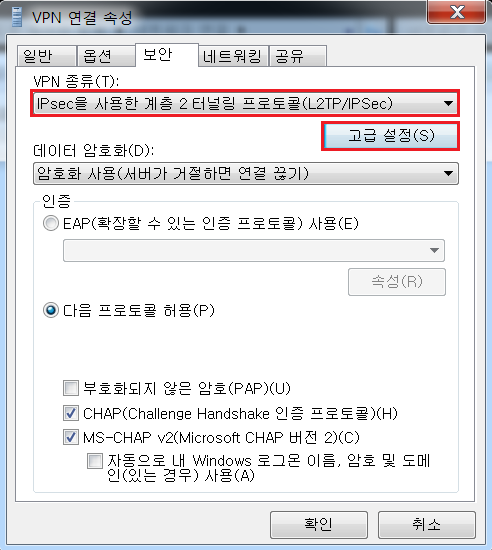 VPN 연결 속성
일반 옵션 보안 네트워킹 공유
VPN 종류(T):
IPsec을 사용한 계층 2 터널링 프로토콜(L2TP/IPSec)
고급 설정(S)
데이터 암호화(D):
암호화 사용(서버가 거절하면 연결 끊기)
인증
EAP(확장할 수 있는 인증 프로토콜) 사용(E)
속성(R)
다음 프로토콜 허용(P)
부호화되지 않은 암호(PAP)(U)
CHAP(Challenge Handshake 인증 프로토콜)(H)
MS-CHAP v2(Microsoft CHAP 버전 2)(C)
자동으로 내 Windows 로그온 이름, 암호 및 도메
인(있는 경우) 사용(A)
확인 취소